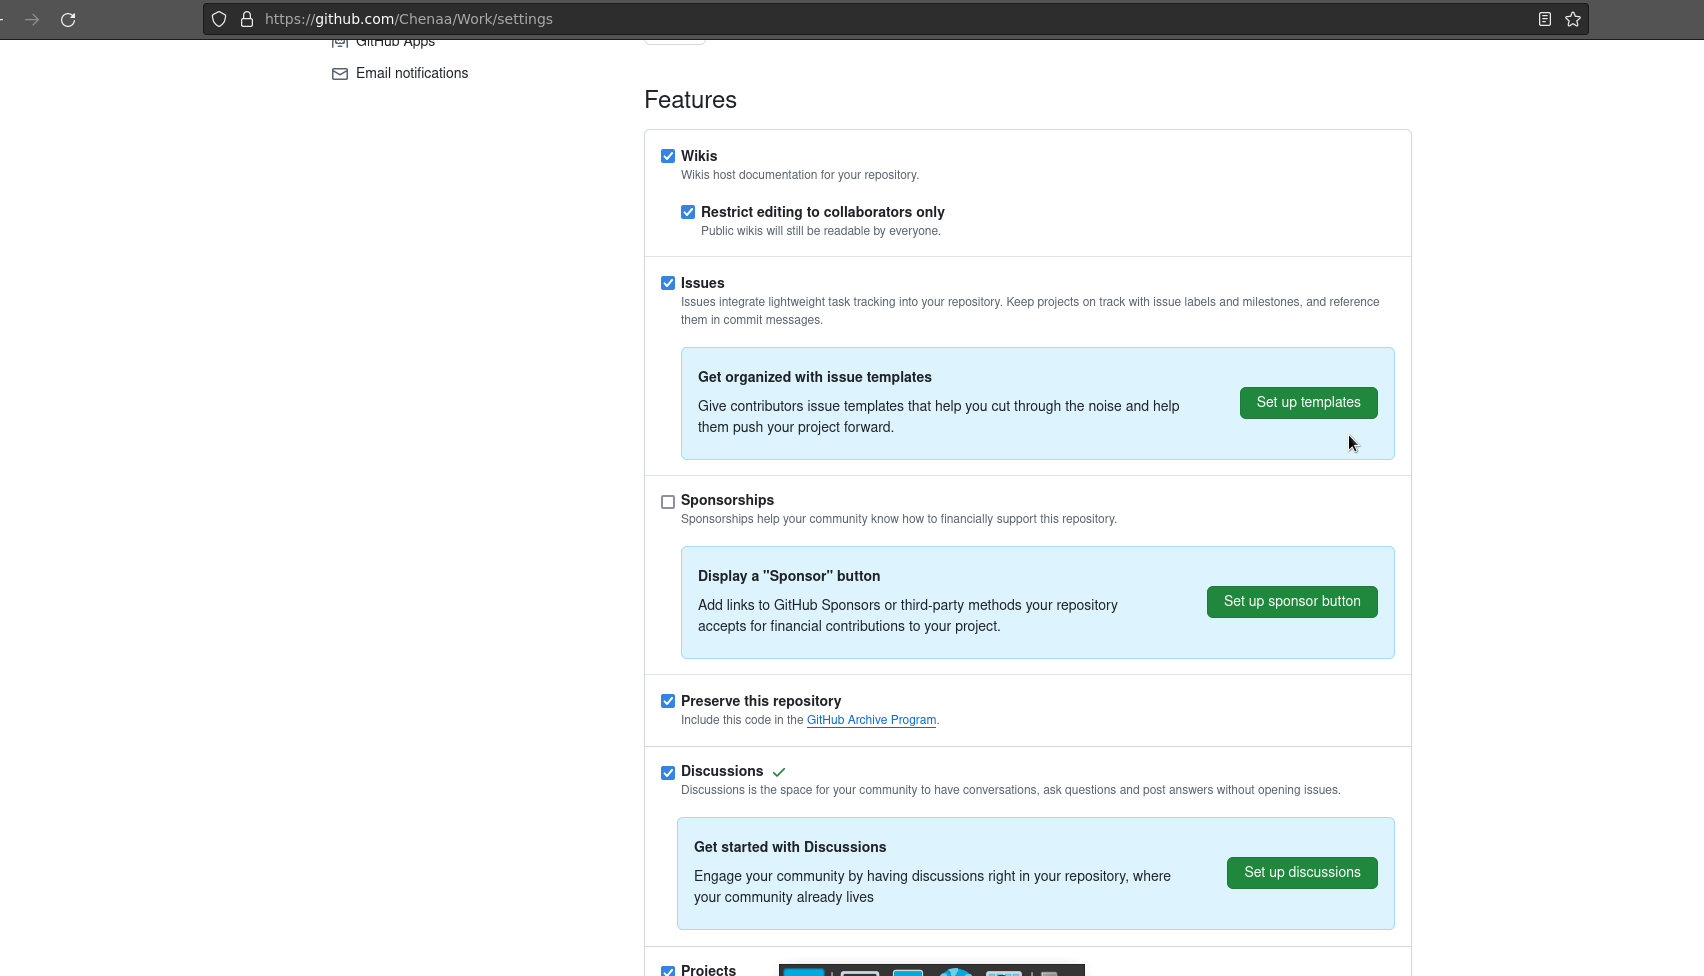 https://github.com/Chenaa/Work/settings
GitHub Apps
Email notifications
Features
Wikis
Wikis host documentation for your repository.
Restrict editing to collaborators only
Public wikis will still be readable by everyone.
Issues
Issues integrate lightweight task tracking into your repository. Keep projects on track with issue labels and milestones, and reference
them in commit messages.
Get organized with issue templates
Give contributors issue templates that help you cut through the noise and help
them push your project forward.
Set up templates
Sponsorships
Sponsorships help your community know how to financially support this repository.
Display a "Sponsor" button
Add links to GitHub Sponsors or third-party methods your repository
accepts for financial contributions to your project.
Set up sponsor button
Preserve this repository
Include this code in the GitHub Archive Program.
Discussions
Discussions is the space for your community to have conversations, ask questions and post answers without opening issues.
Get started with Discussions
Engage your community by having discussions right in your repository, where
your community already lives
Set up discussions
Projects